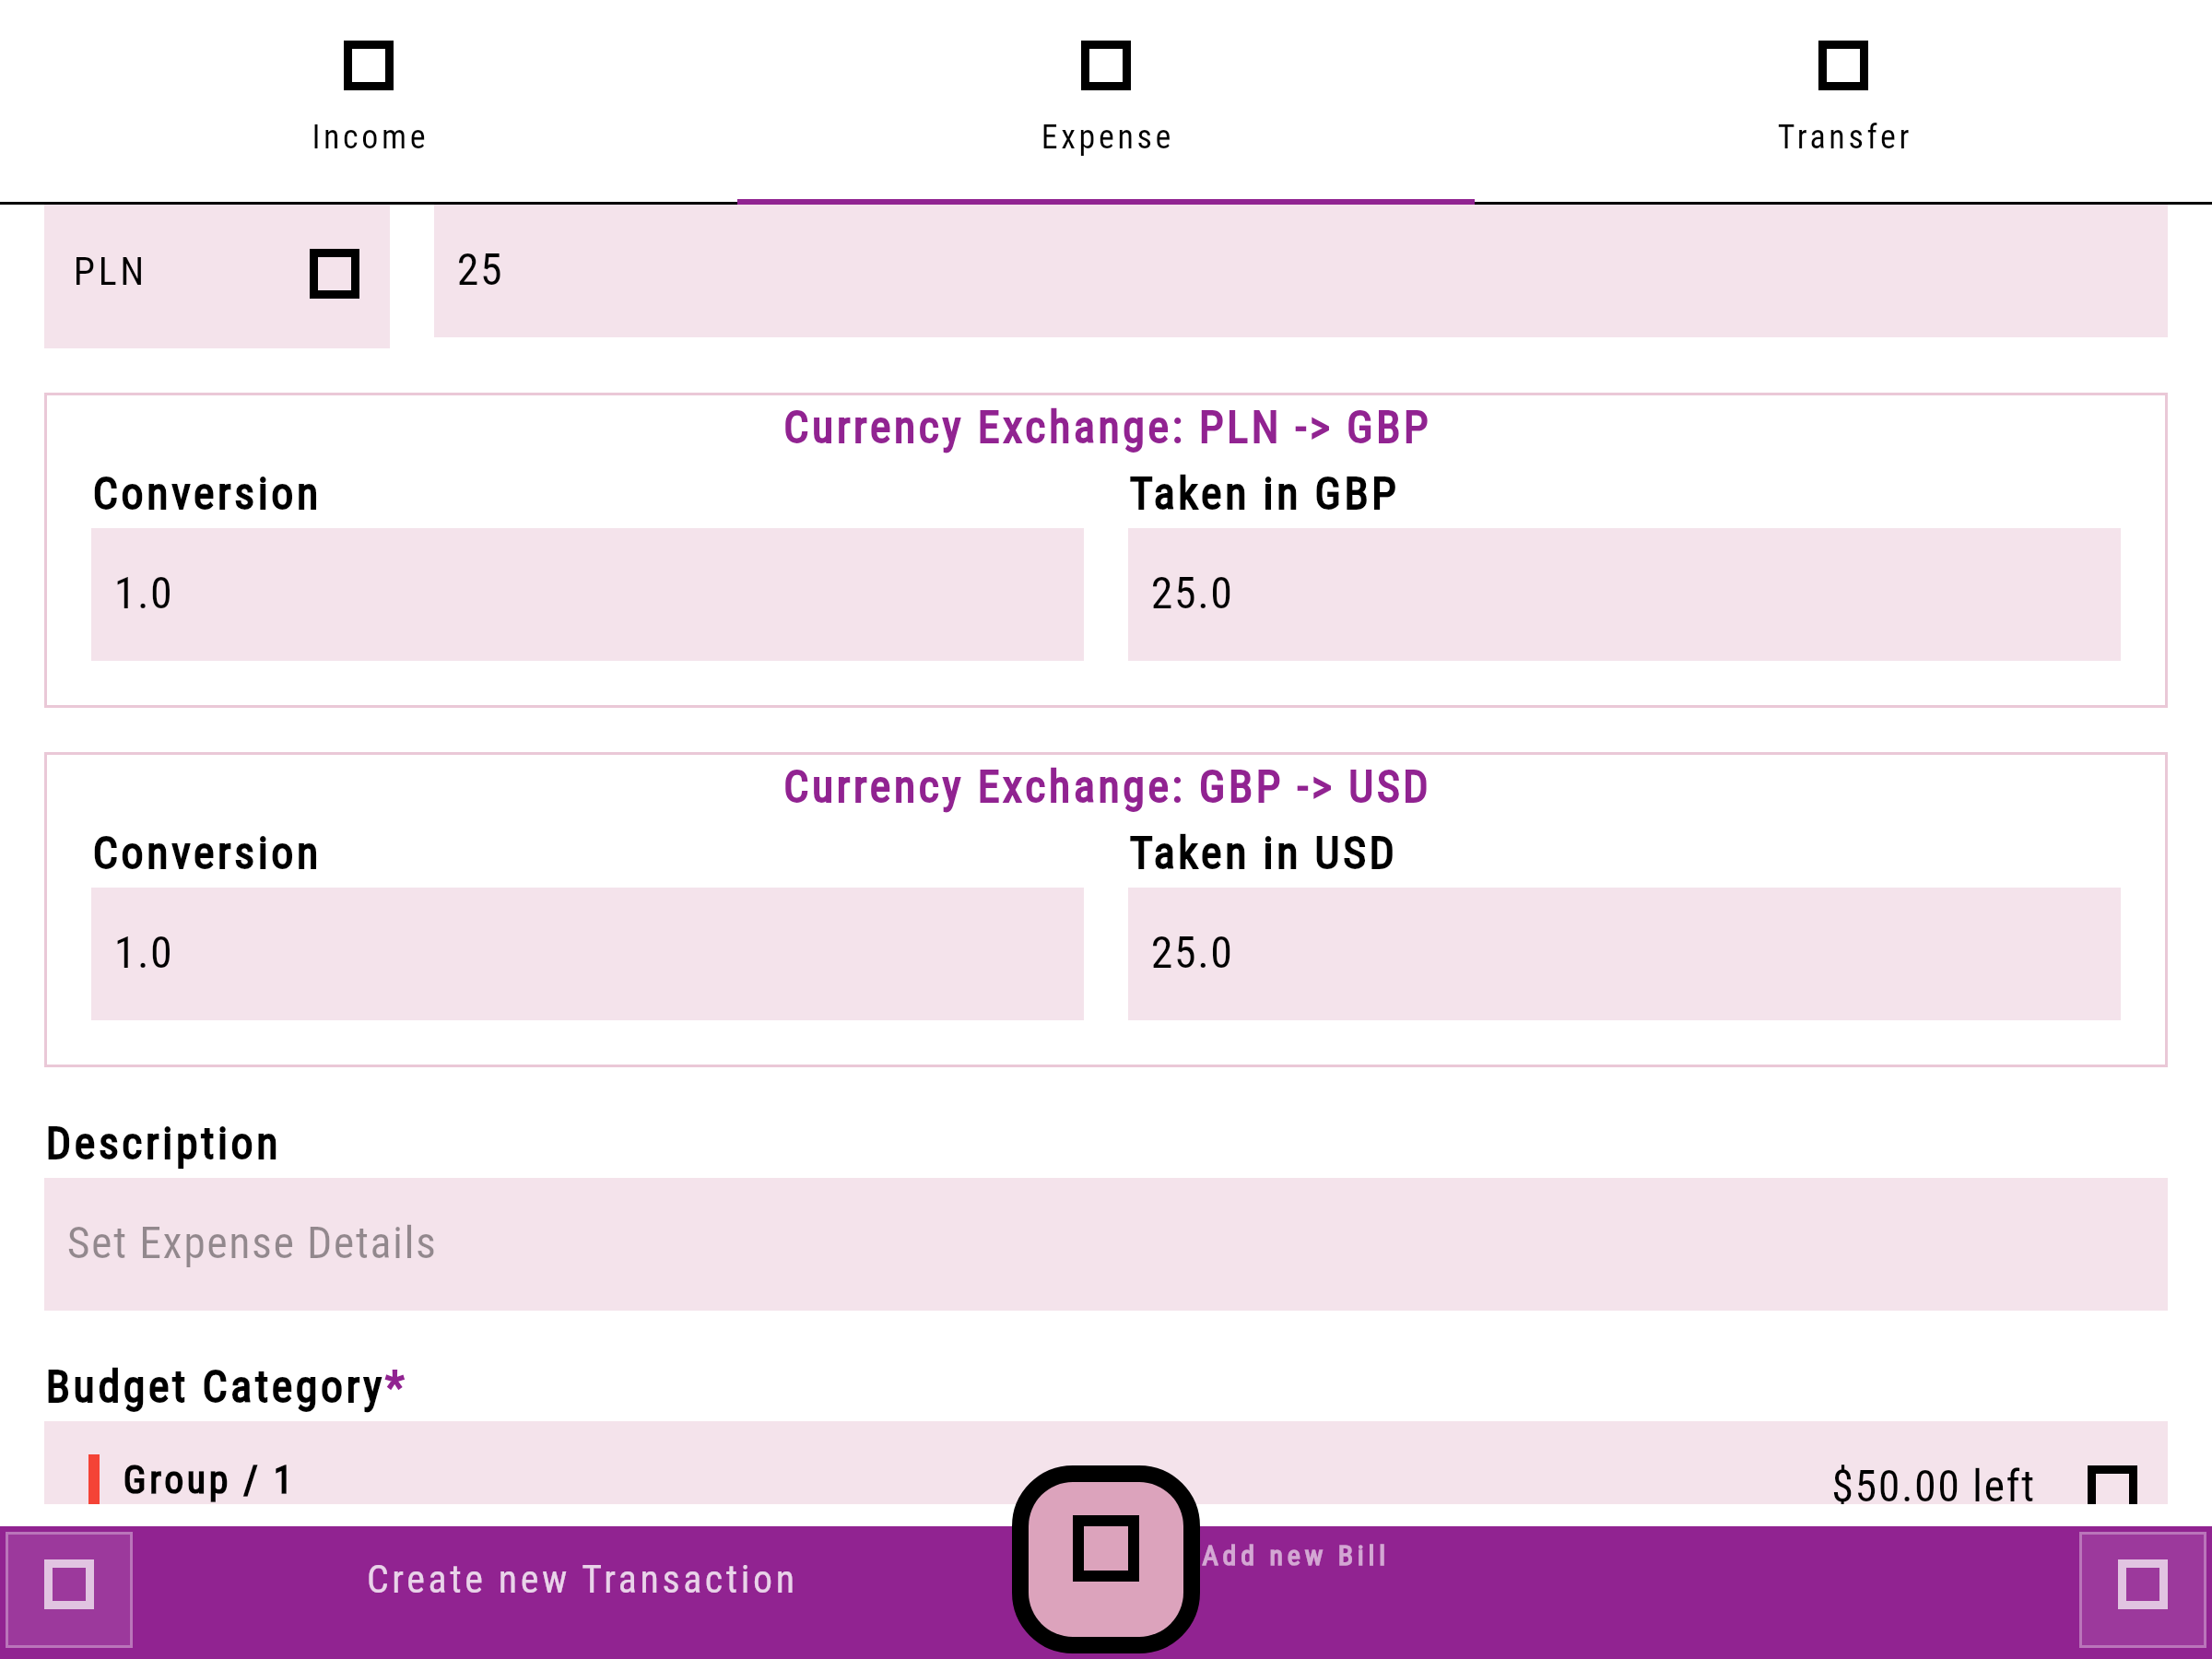 Income
Expense
Transfer
PLN
25
Currency Exchange: PLN -> GBP
Conversion
Taken in GBP
1.0
25.0
Currency Exchange: GBP -> USD
Conversion
Taken in USD
1.0
25.0
Description
Set Expense Details
Budget Category*
Group / 1
$50.00 left
Create new Transaction
Add new Bill